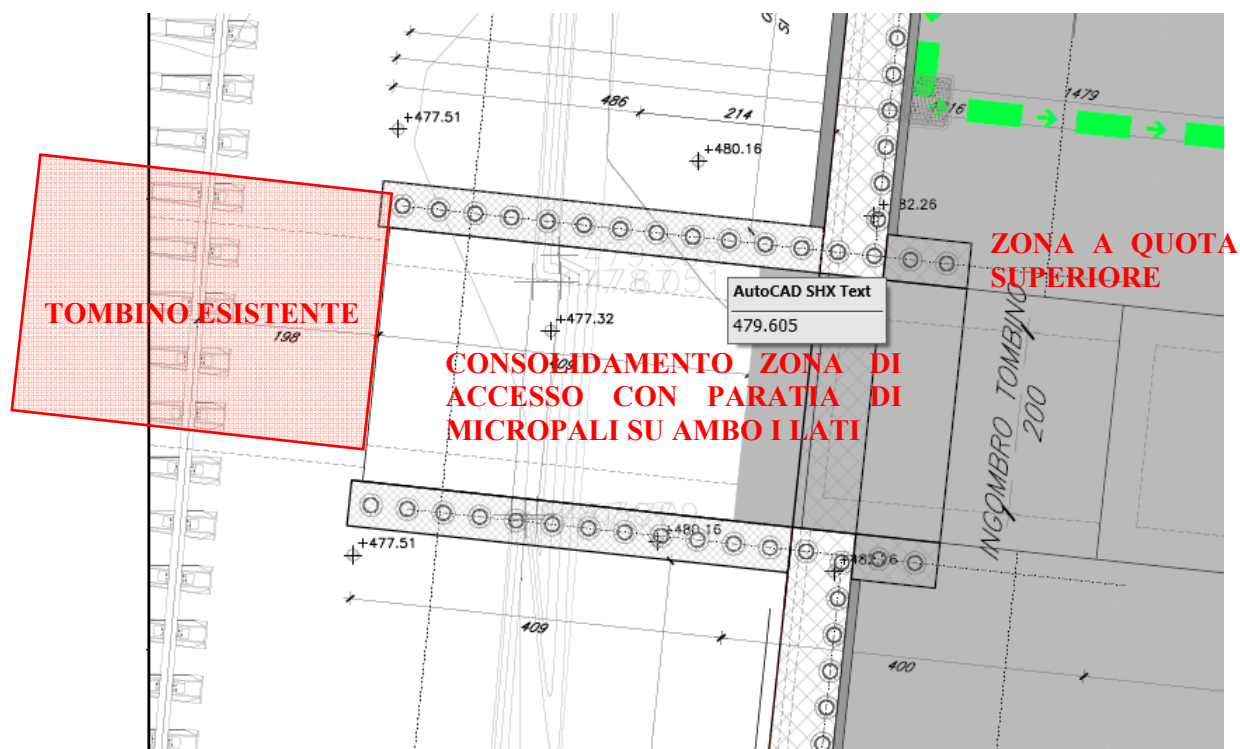 486
214
1479
+477.51
+480.16
ZONA A QUOTA
SUPERIORE
AutoCAD SHX Text
479.605
TOMBINO ESISTENTE
198
+477.32
CONSOLIDAMENTO ZONA DI
ACCESSO CON PARATIA DI
MICROPALI SU AMBO I LATI
409
INGOMBRO TOMBINO
200
+477.51
+480.16
409
400